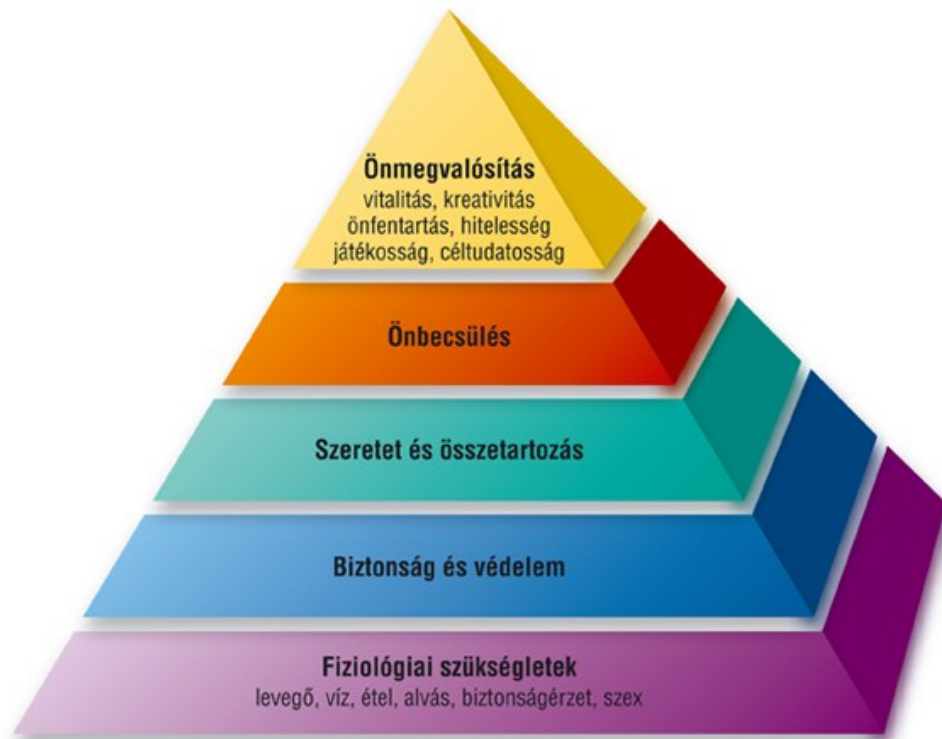 Önmegvalósítás
vitalitás, kreativitás
önfentartás, hitelesség
játékosság, céltudatosság
Önbecsülés
Szeretet és összetartozás
Biztonság és védelem
Fiziológiai szükségletek
levegő, víz, étel, alvás, biztonságérzet, szex